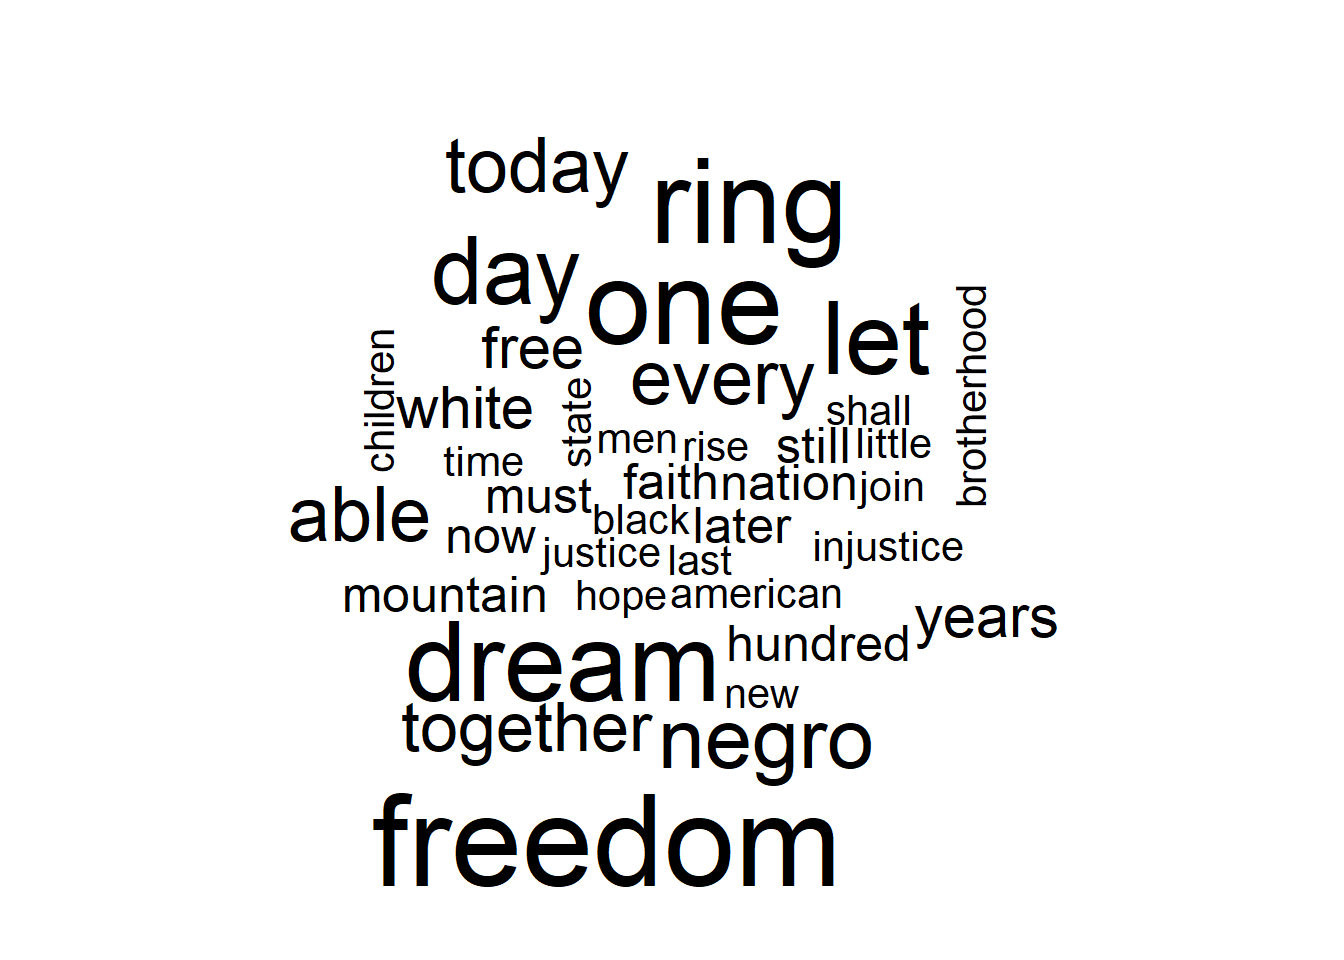 today
ring
day
one
let
brotherhood
children
free
every
white
state
shall
men
rise
still
little
time
faith
nation
join
able
must
black
later
now
justice
last
injustice
mountain
hope
american
years
dream
hundred
new
together
negro
freedom